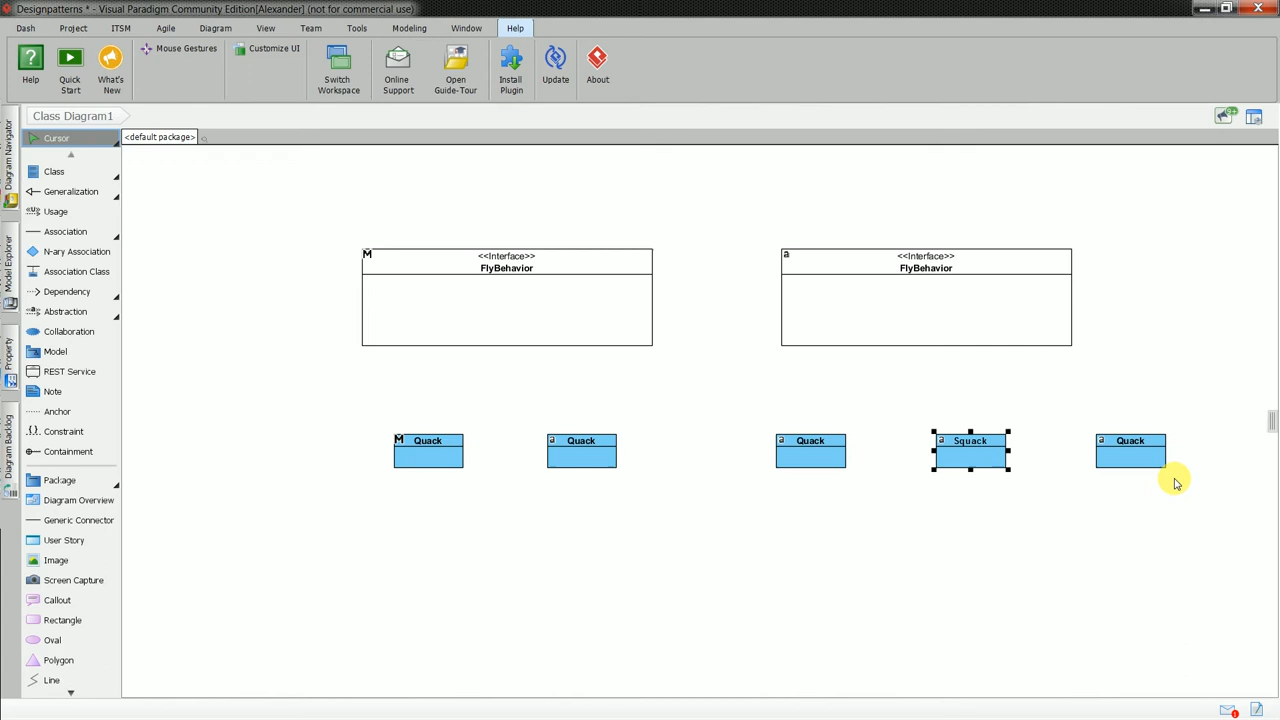 Designpatterns * - Visual Paradigm Community Edition[Alexander] (not for commercial use)
Dash Project ITSM Agile Diagram View Team Tools Modeling Window Help
Help
Quick Start
What's New
Mouse Gestures
Customize UI
Switch Workspace
Online Support
Open Guide-Tour
Install Plugin
Update
About
Class Diagram1
9+
Diagram Navigator
Model Explorer
Property
Diagram Backlog
Cursor
Class
Generalization
Usage
Association
N-ary Association
Association Class
Dependency
Abstraction
Collaboration
Model
REST Service
Note
Anchor
Constraint
Containment
Package
Diagram Overview
Generic Connector
User Story
Image
Screen Capture
Callout
Rectangle
Oval
Polygon
Line
<default package>
M <<Interface>>
FlyBehavior
a <<Interface>>
FlyBehavior
M Quack
a Quack
a Quack
a Squack
a Quack